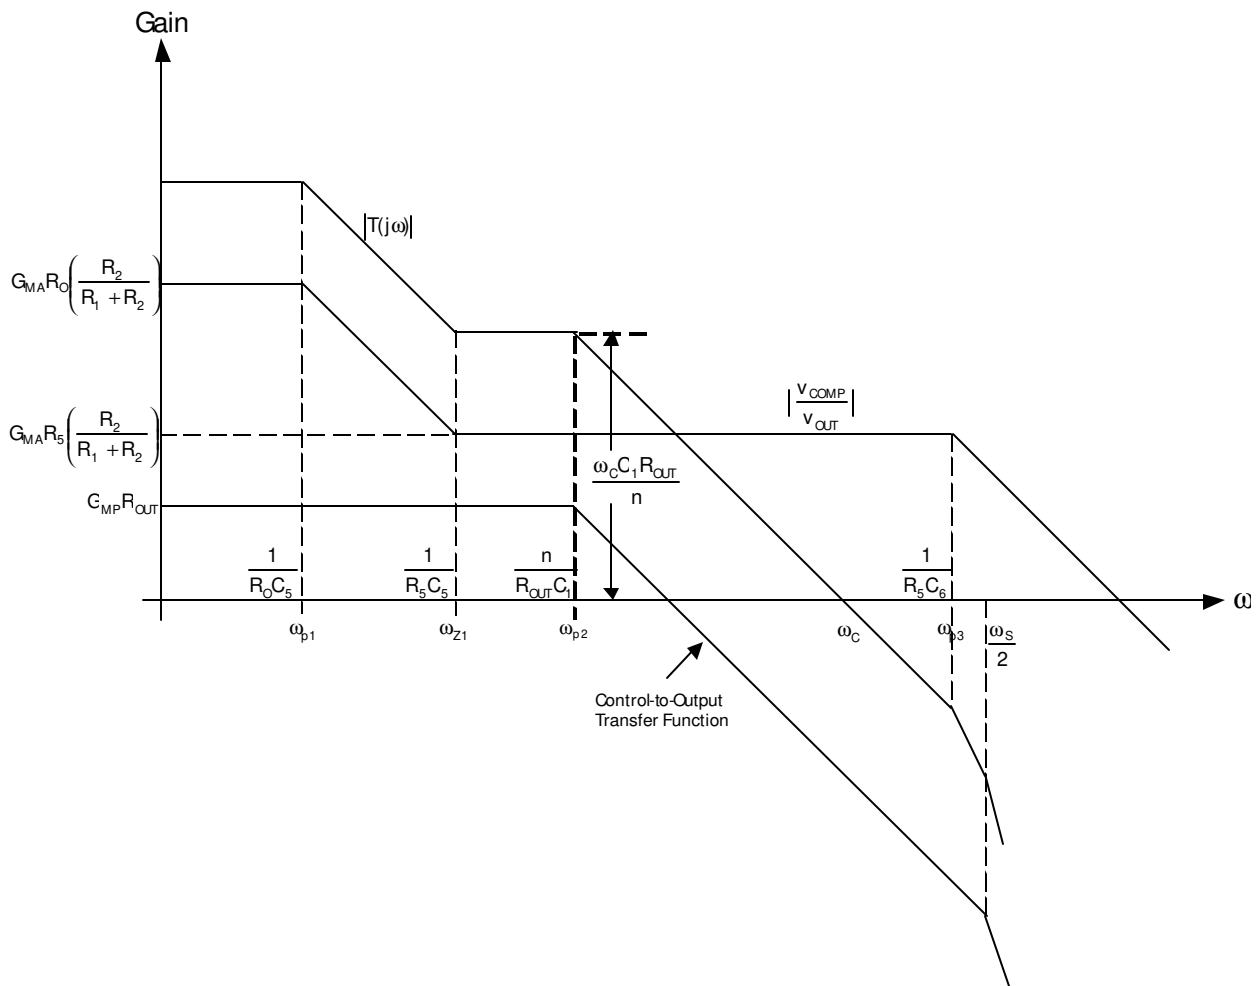 Gain
|T(jω)|
G_MA R_O (R_2 / (R_1 + R_2))
|v_COMP / v_OUT|
G_MA R_5 (R_2 / (R_1 + R_2))
ω_C C_1 R_OUT / n
G_MP R_OUT
1 / (R_O C_5)
1 / (R_5 C_5)
n / (R_OUT C_1)
1 / (R_5 C_6)
ω
ω_p1
ω_Z1
ω_p2
ω_C
ω_p3
ω_S / 2
Control-to-Output
Transfer Function